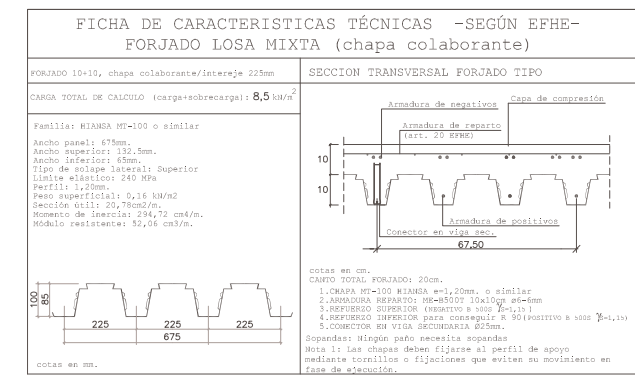 FICHA DE CARACTERISTICAS TÉCNICAS -SEGÚN EFHE-
FORJADO LOSA MIXTA (chapa colaborante)
FORJADO 10+10, chapa colaborante/intereje 225mm
CARGA TOTAL DE CALCULO (carga+sobrecarga): 8,5 kN/m2
Familia: HIANSA MT-100 o similar
Ancho panel: 675mm.
Ancho superior: 132.5mm.
Ancho inferior: 65mm.
Tipo de solape lateral: Superior
Limite elástico: 240 MPa
Perfil: 1,20mm.
Peso superficial: 0,16 kN/m2
Sección útil: 20,78cm2/m.
Momento de inercia: 294,72 cm4/m.
Módulo resistente: 52,06 cm3/m.
100
85
225 225 225
675
cotas en mm.
SECCION TRANSVERSAL FORJADO TIPO
Armadura de negativos
Capa de compresión
Armadura de reparto
(art. 20 EFHE)
10
10
Armadura de positivos
Conector en viga sec.
67.50
cotas en cm.
CANTO TOTAL FORJADO: 20cm.
1.CHAPA MT-100 HIANSA e=1,20mm. o similar
2.ARMADURA REPARTO: ME-B500T 10x10cm ø6-6mm
3.REFUERZO SUPERIOR (NEGATIVO B 500S γs=1,15)
4.REFUERZO INFERIOR para conseguir R 90(POSITIVO B 500S γs=1,15)
5.CONECTOR EN VIGA SECUNDARIA Ø25mm.
Sopandas: Ningún paño necesita sopandas
Nota 1: Las chapas deben fijarse al perfil de apoyo
mediante tornillos o fijaciones que eviten su movimiento en
fase de ejecución.